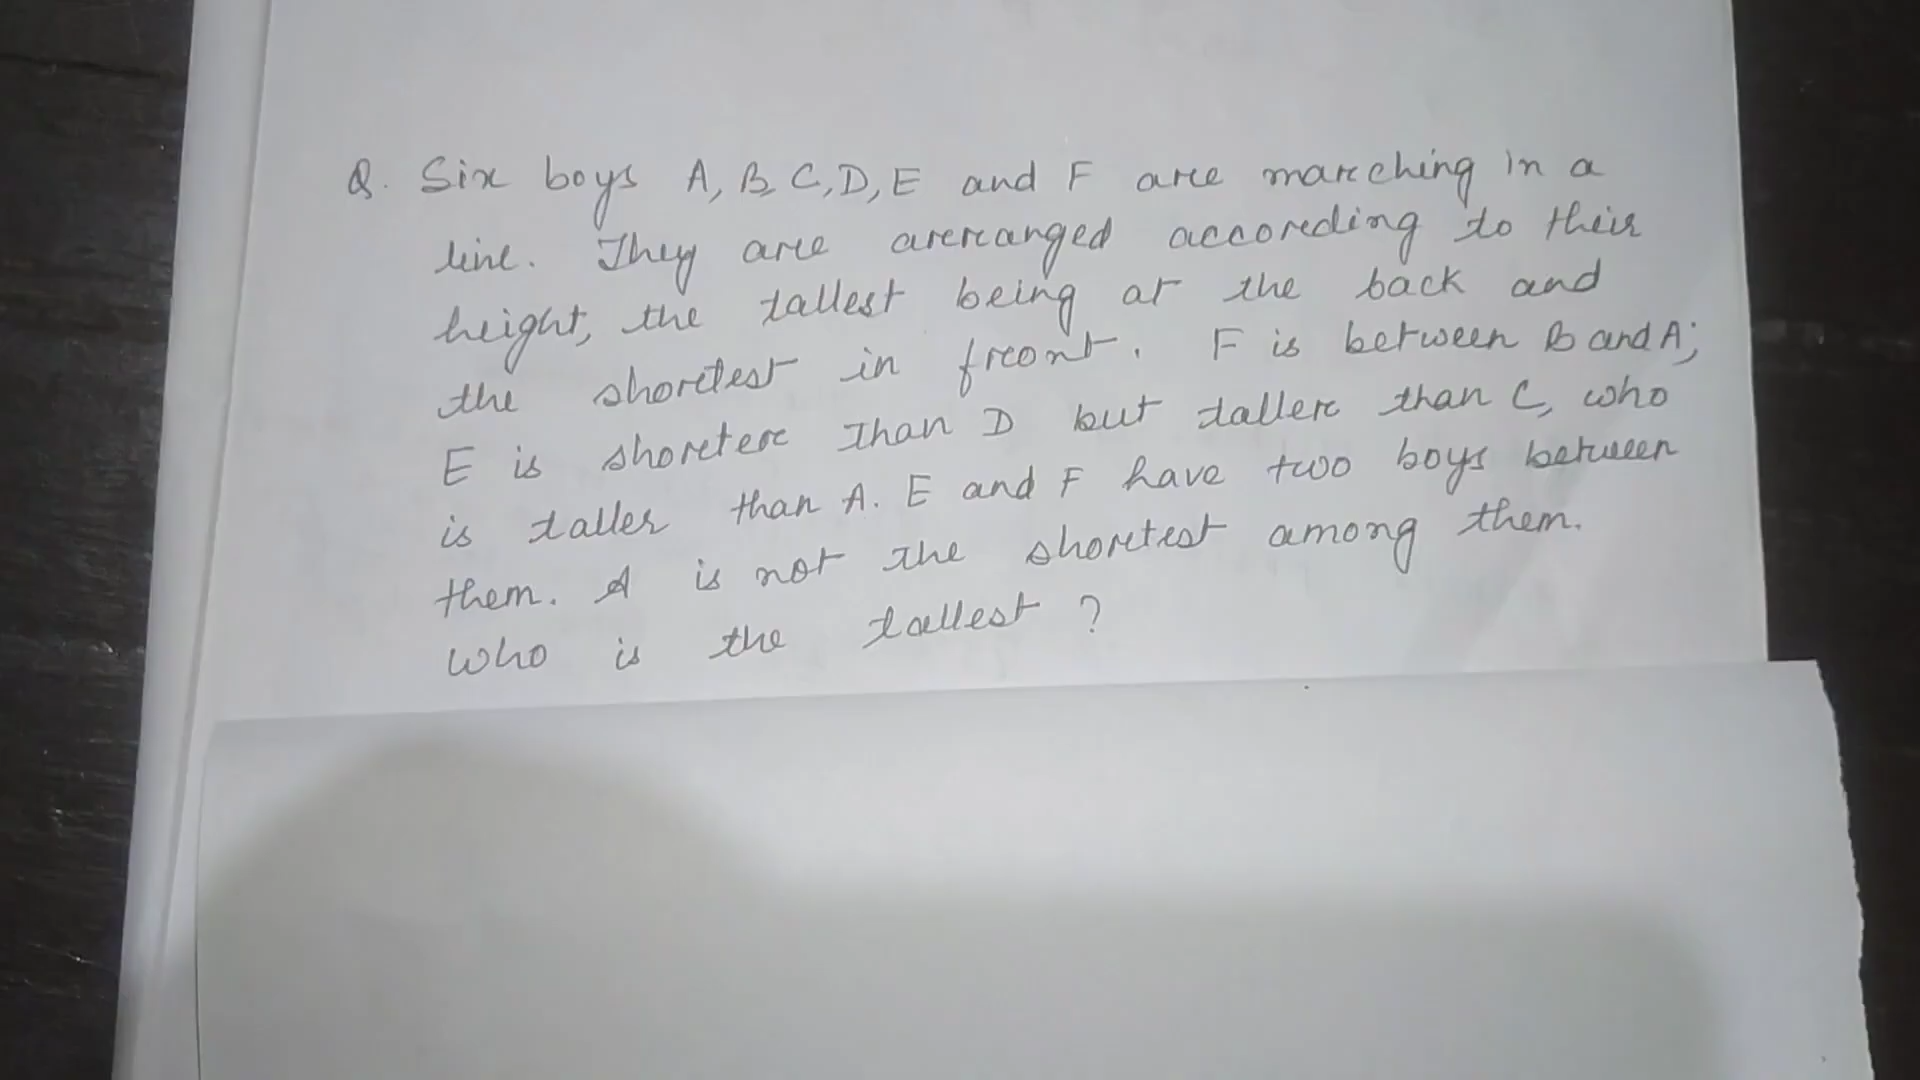 Q. Six boys A, B, C, D, E and F are marching in a
line. They are arranged according to their
height, the tallest being at the back and
the shortest in front. F is between B and A;
E is shorter than D but taller than C, who
is taller than A. E and F have two boys between
them. A is not the shortest among them.
Who is the tallest ?